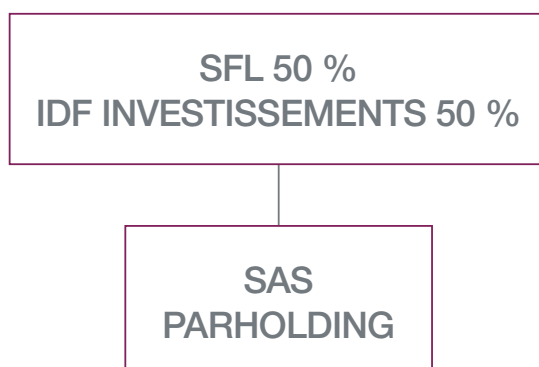 SFL 50 %
IDF INVESTISSEMENTS 50 %
SAS
PARHOLDING